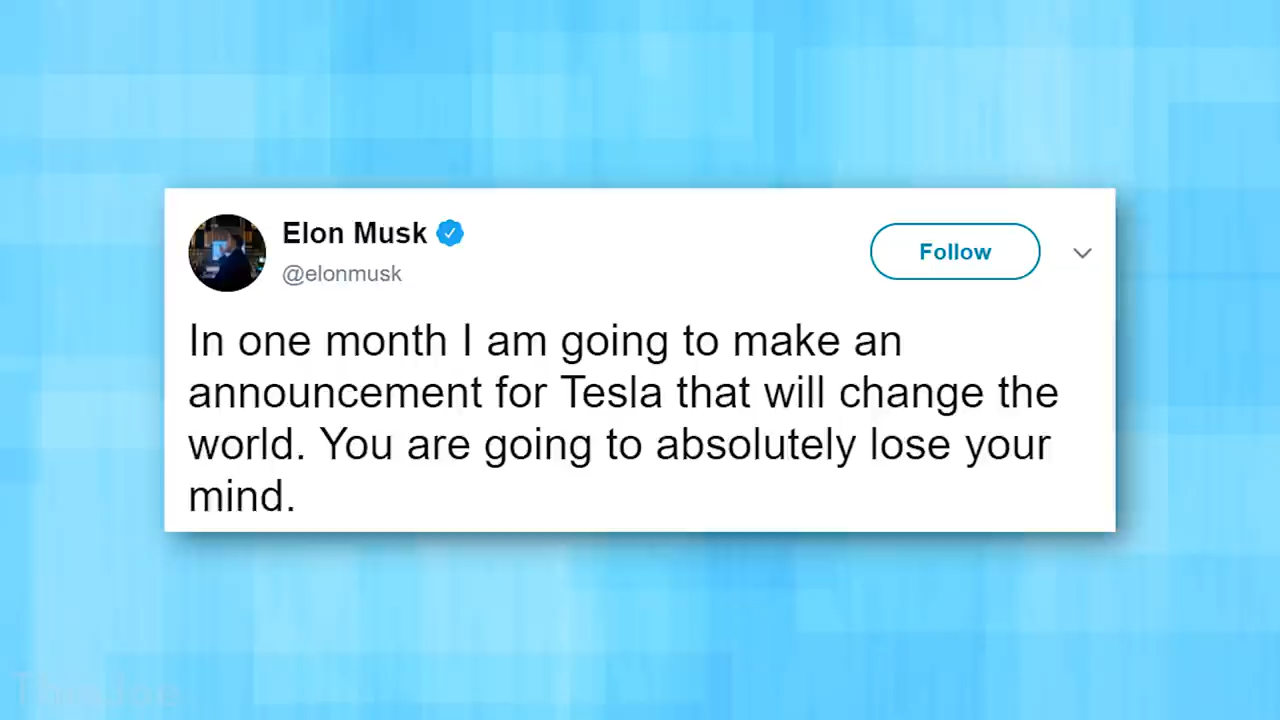 Elon Musk
@elonmusk
Follow
In one month I am going to make an
announcement for Tesla that will change the
world. You are going to absolutely lose your
mind.